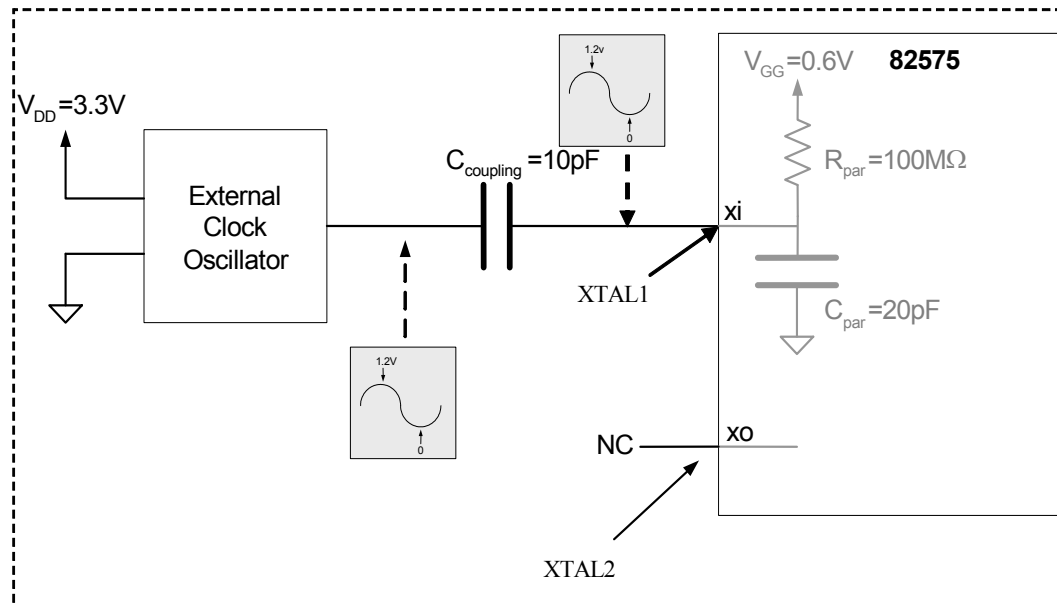 1.2v
0
V_GG=0.6V
82575
V_DD=3.3V
C_coupling=10pF
R_par=100MΩ
External
Clock
Oscillator
xi
XTAL1
C_par=20pF
1.2V
0
NC
xo
XTAL2